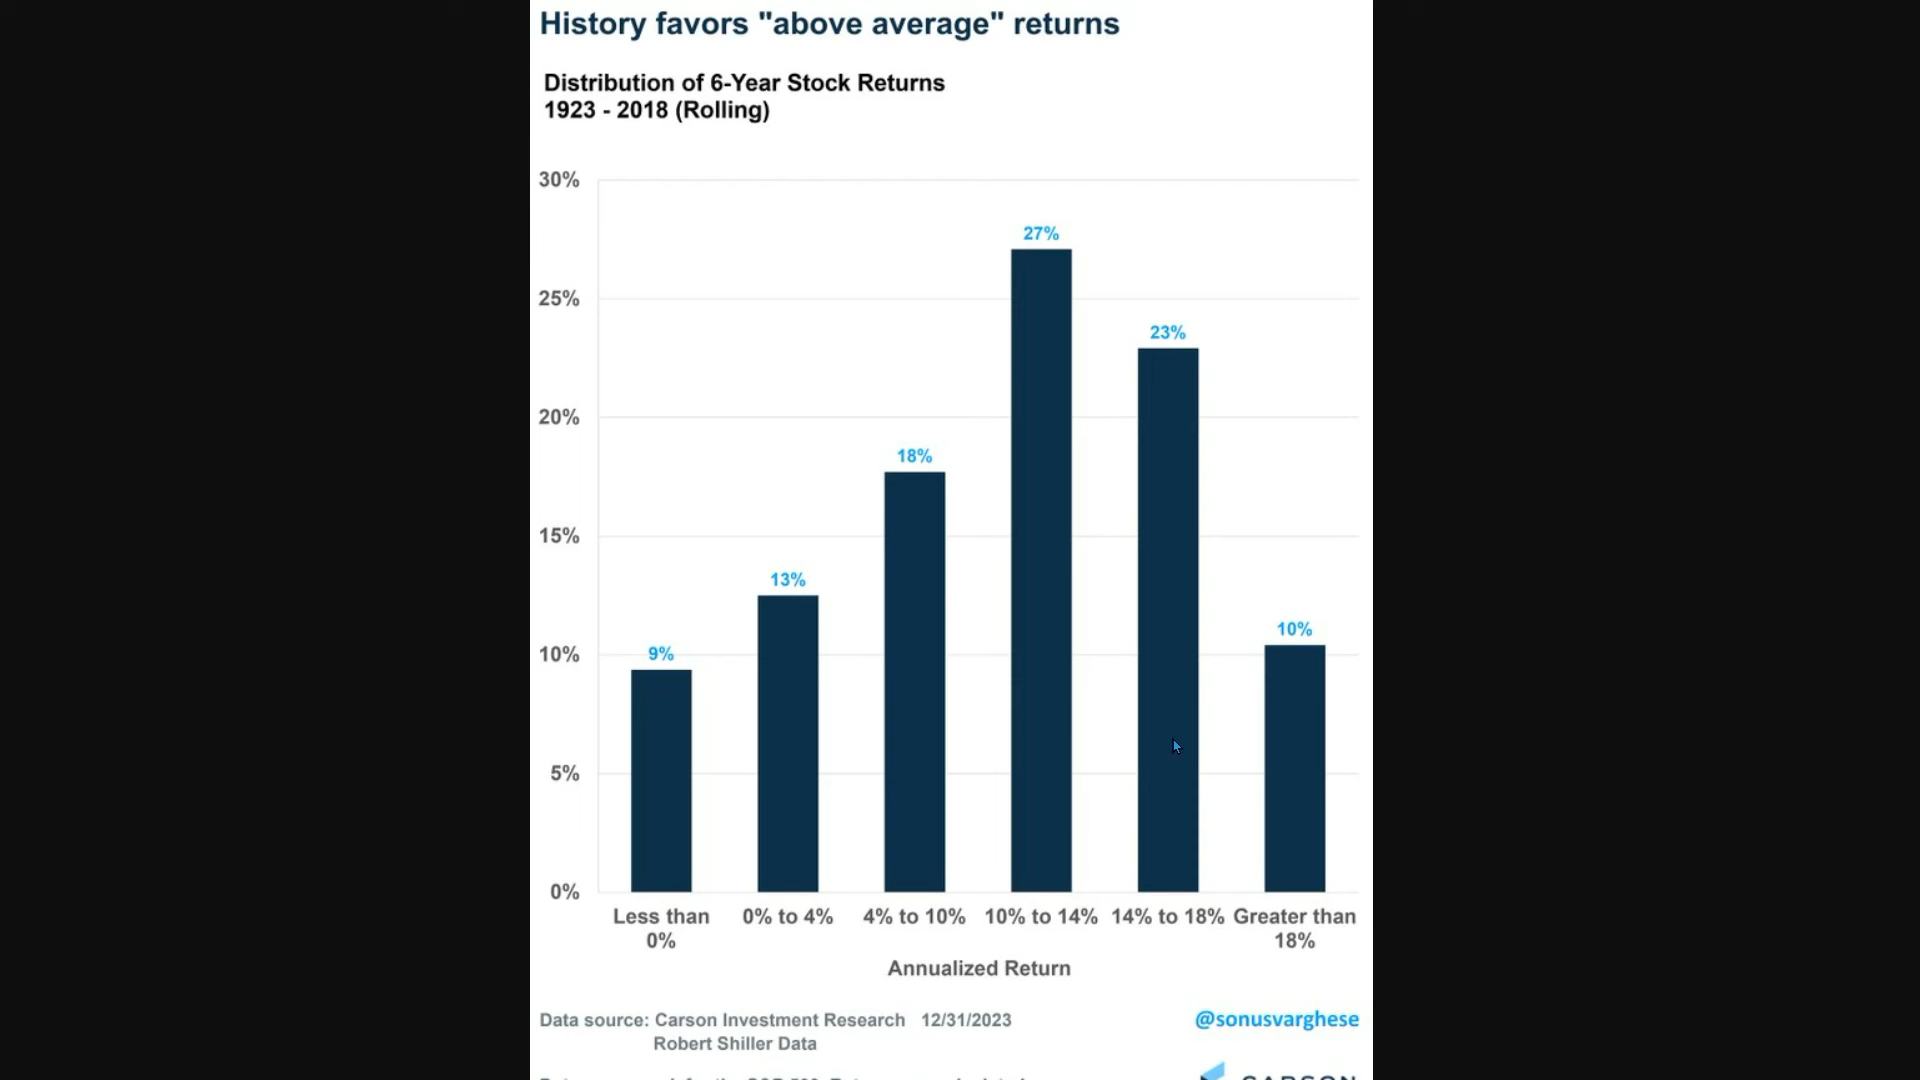 History favors "above average" returns
Distribution of 6-Year Stock Returns
1923 - 2018 (Rolling)
30%
25%
20%
15%
10%
5%
0%
9%
13%
18%
27%
23%
10%
Less than 0%
0% to 4%
4% to 10%
10% to 14%
14% to 18%
Greater than 18%
Annualized Return
Data source: Carson Investment Research 12/31/2023
@sonusvarghese
Robert Shiller Data
CARSON